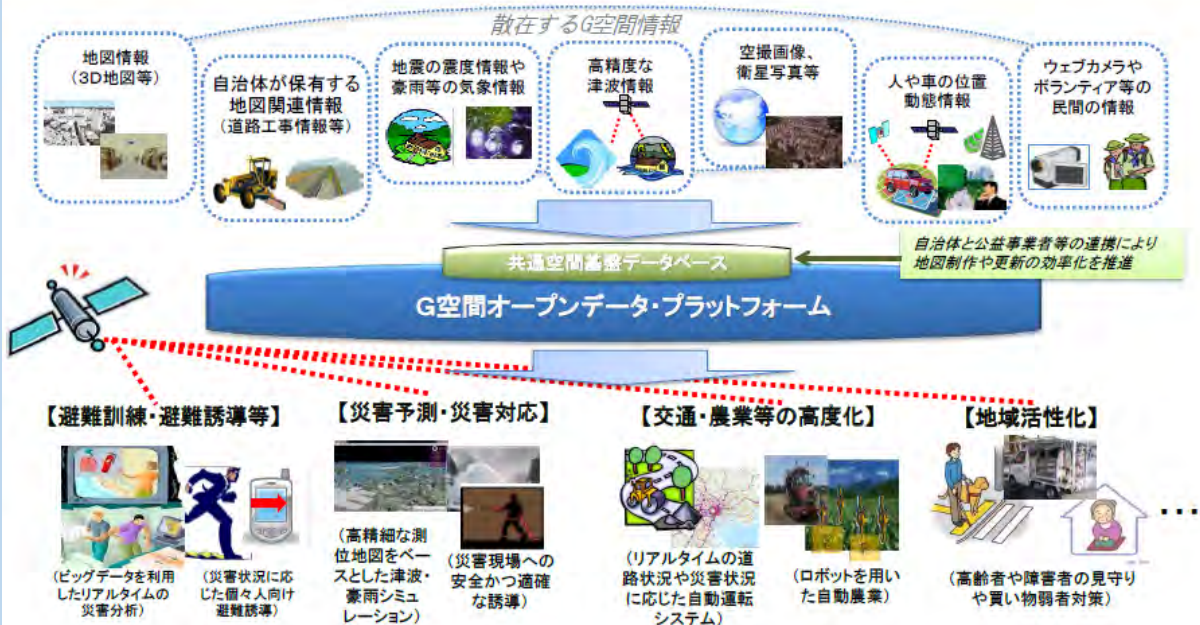 散在するG空間情報
地図情報
(3D地図等)
自治体が保有する
地図関連情報
(道路工事情報等)
地震の震度情報や
豪雨等の気象情報
高精度な
津波情報
空撮画像、
衛星写真等
人や車の位置
動態情報
ウェブカメラや
ボランティア等の
民間の情報
共通空間基盤データベース
自治体と公益事業者等の連携により
地図制作や更新の効率化を推進
G空間オープンデータ・プラットフォーム
【避難訓練・避難誘導等】
(ビッグデータを利用
したリアルタイムの
災害分析)
(災害状況に応
じた個々人向け
避難誘導)
【災害予測・災害対応】
(高精細な測
位地図をベー
スとした津波・
豪雨シミュ
レーション)
(災害現場への
安全かつ適確
な誘導)
【交通・農業等の高度化】
(リアルタイムの道
路状況や災害状況
に応じた自動運転
システム)
(ロボットを用い
た自動農業)
【地域活性化】
(高齢者や障害者の見守り
や買い物弱者対策)
・・・